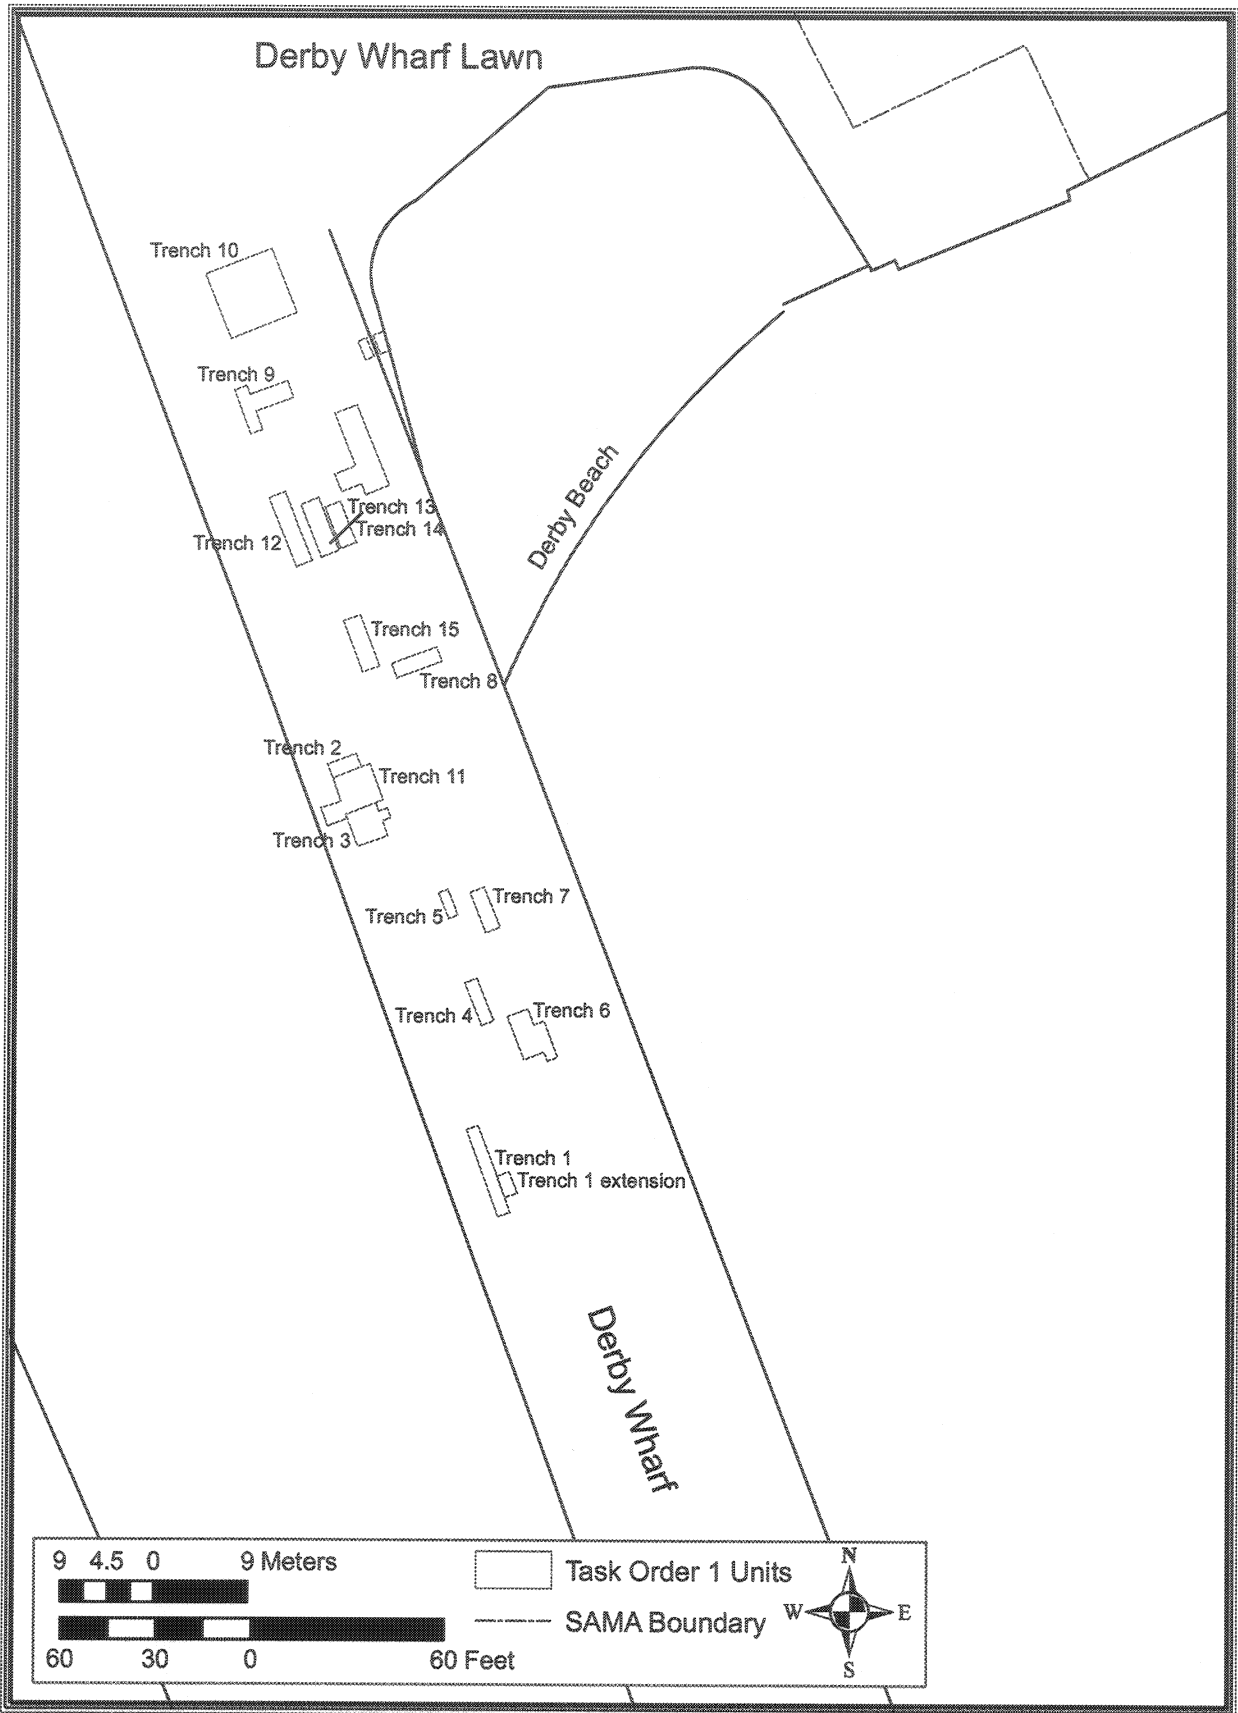 Derby Wharf Lawn
Trench 10
Trench 9
Derby Beach
Trench 13
Trench 14
Trench 12
Trench 15
Trench 8
Trench 2
Trench 11
Trench 3
Trench 7
Trench 5
Trench 6
Trench 4
Trench 1
Trench 1 extension
Derby Wharf
9 4.5 0 9 Meters
60 30 0 60 Feet
Task Order 1 Units
SAMA Boundary
N
W E
S